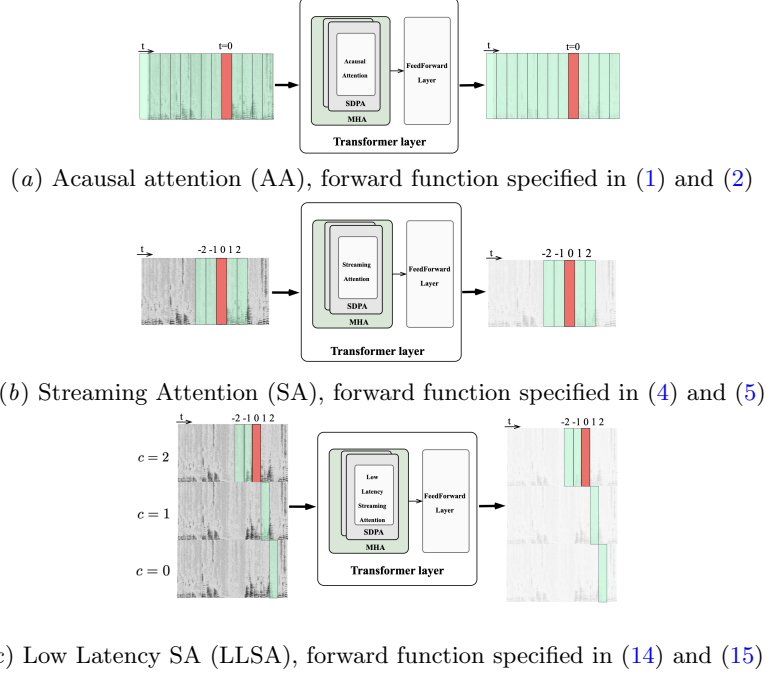 t
t=0
Acausal
Attention
SDPA
MHA
FeedForward
Layer
Transformer layer
t
t=0
(a) Acausal attention (AA), forward function specified in (1) and (2)
t
-2 -1 0 1 2
Streaming
Attention
SDPA
MHA
FeedForward
Layer
Transformer layer
t
-2 -1 0 1 2
(b) Streaming Attention (SA), forward function specified in (4) and (5)
t
-2 -1 0 1 2
c = 2
c = 1
c = 0
Low
Latency
Streaming
Attention
SDPA
MHA
FeedForward
Layer
Transformer layer
t
-2 -1 0 1 2
c) Low Latency SA (LLSA), forward function specified in (14) and (15)